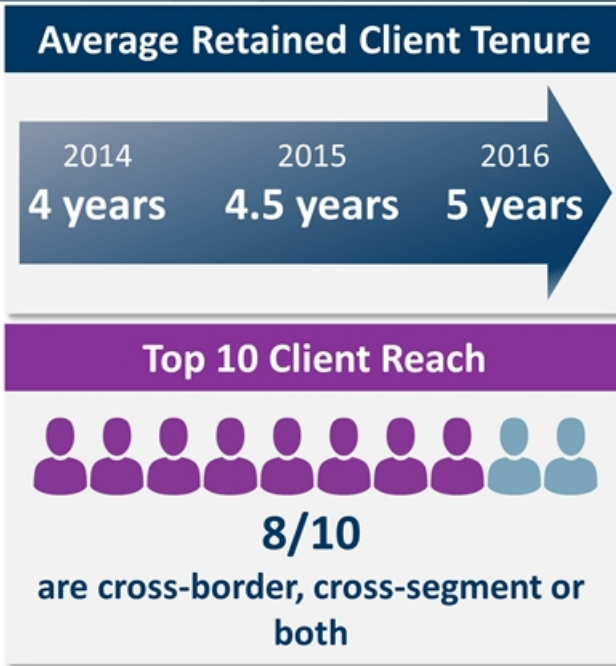 Average Retained Client Tenure
2014 2015 2016
4 years 4.5 years 5 years
Top 10 Client Reach
8/10
are cross-border, cross-segment or
both